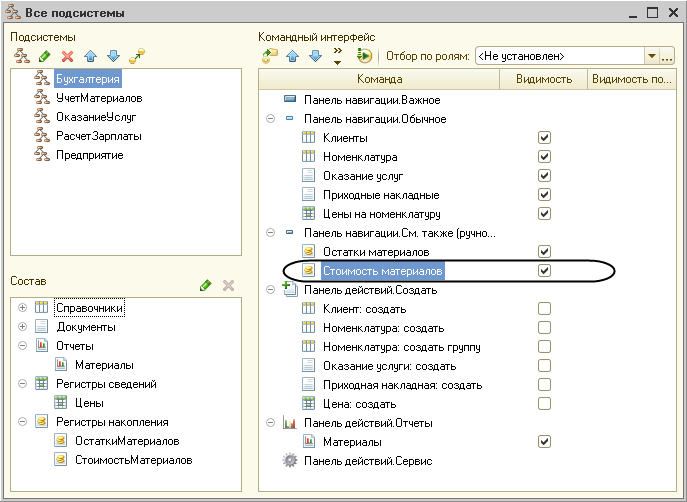 Все подсистемы
Подсистемы
Бухгалтерия
УчетМатериалов
ОказаниеУслуг
РасчетЗарплаты
Предприятие
Состав
Справочники
Документы
Отчеты
Материалы
Регистры сведений
Цены
Регистры накопления
ОстаткиМатериалов
СтоимостьМатериалов
Командный интерфейс
Отбор по ролям: <Не установлен> ...
Команда Видимость Видимость по...
Панель навигации.Важное
Панель навигации.Обычное
Клиенты
Номенклатура
Оказание услуг
Приходные накладные
Цены на номенклатуру
Панель навигации.См. также (ручно...
Остатки материалов
Стоимость материалов
Панель действий.Создать
Клиент: создать
Номенклатура: создать
Номенклатура: создать группу
Оказание услуги: создать
Приходная накладная: создать
Цена: создать
Панель действий.Отчеты
Материалы
Панель действий.Сервис